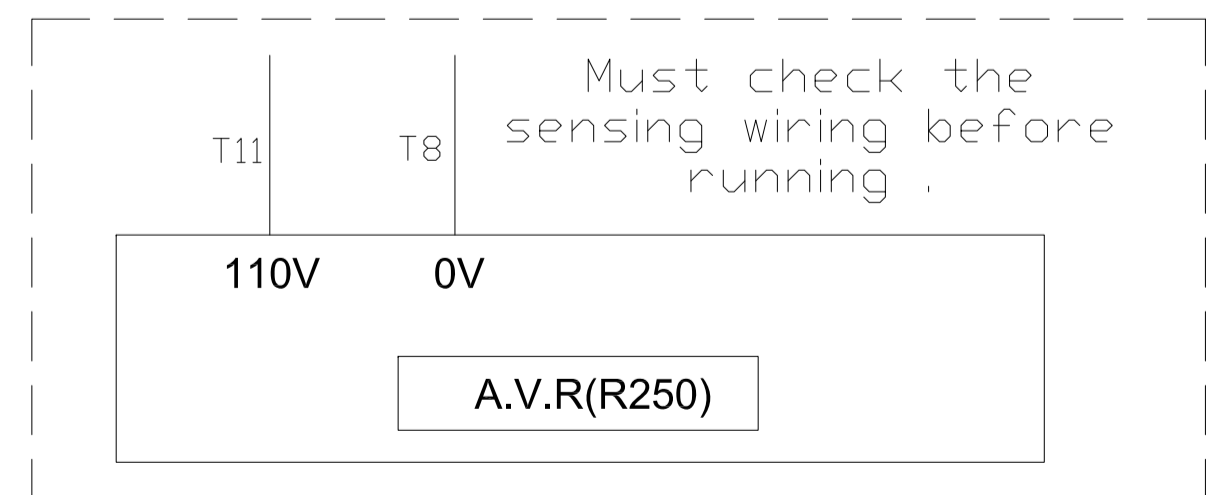 Must check the
sensing wiring before
running .
T11
T8
110V
0V
A.V.R(R250)